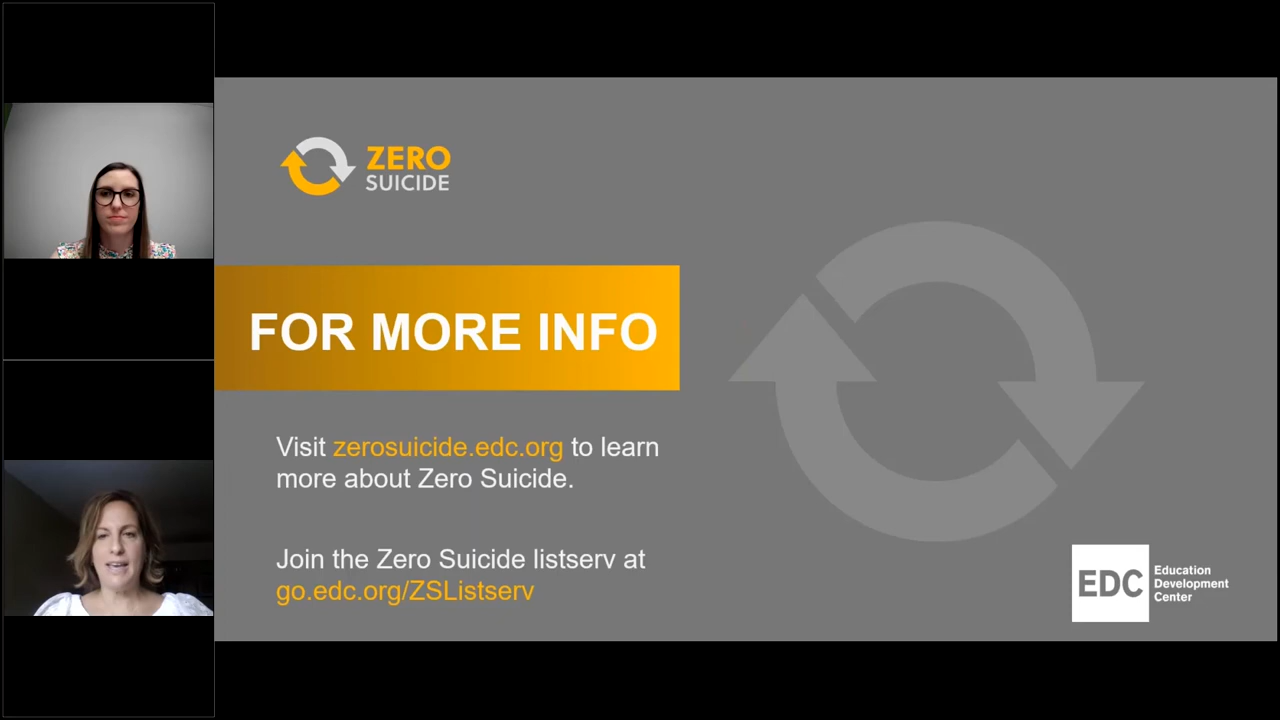 ZERO
SUICIDE
FOR MORE INFO
Visit zerosuicide.edc.org to learn
more about Zero Suicide.
Join the Zero Suicide listserv at
go.edc.org/ZSListserv
EDC
Education
Development
Center